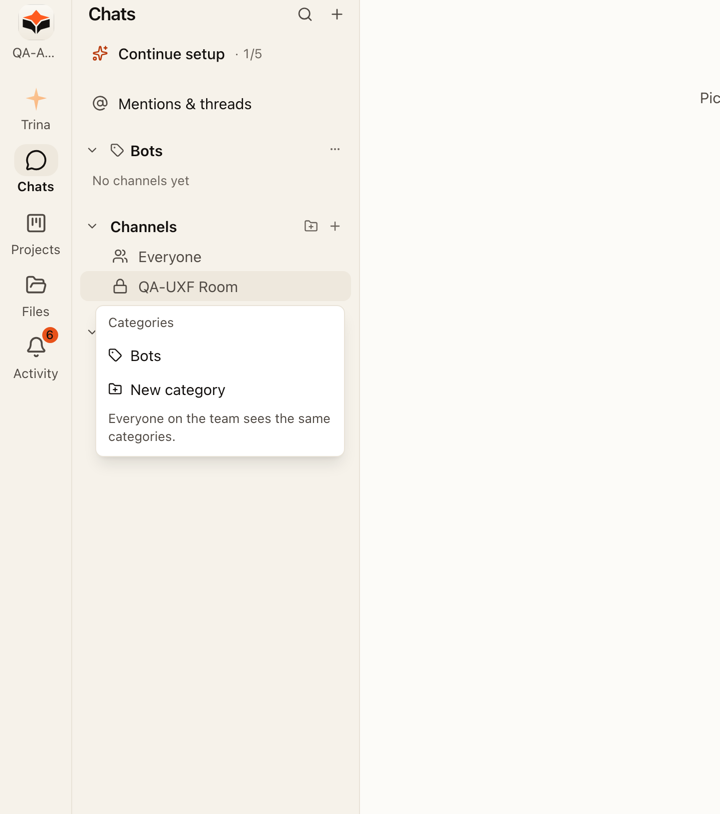 QA-A...
Trina
Chats
Projects
Files
6
Activity
Chats
Continue setup · 1/5
Mentions & threads
Bots
No channels yet
Channels
Everyone
QA-UXF Room
Categories
Bots
New category
Everyone on the team sees the same
categories.
Pic